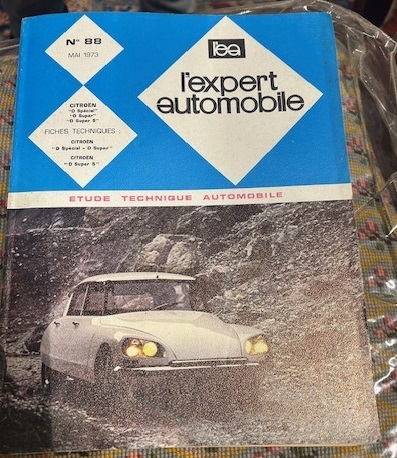 N° 88
MAI 1973
l'ea
l'expert
automobile
CITROËN
"D Spécial"
"D Super"
"D Super 5"
FICHES TECHNIQUES :
CITROËN
"D Spécial - D Super"
CITROËN
"D Super 5"
ETUDE TECHNIQUE AUTOMOBILE